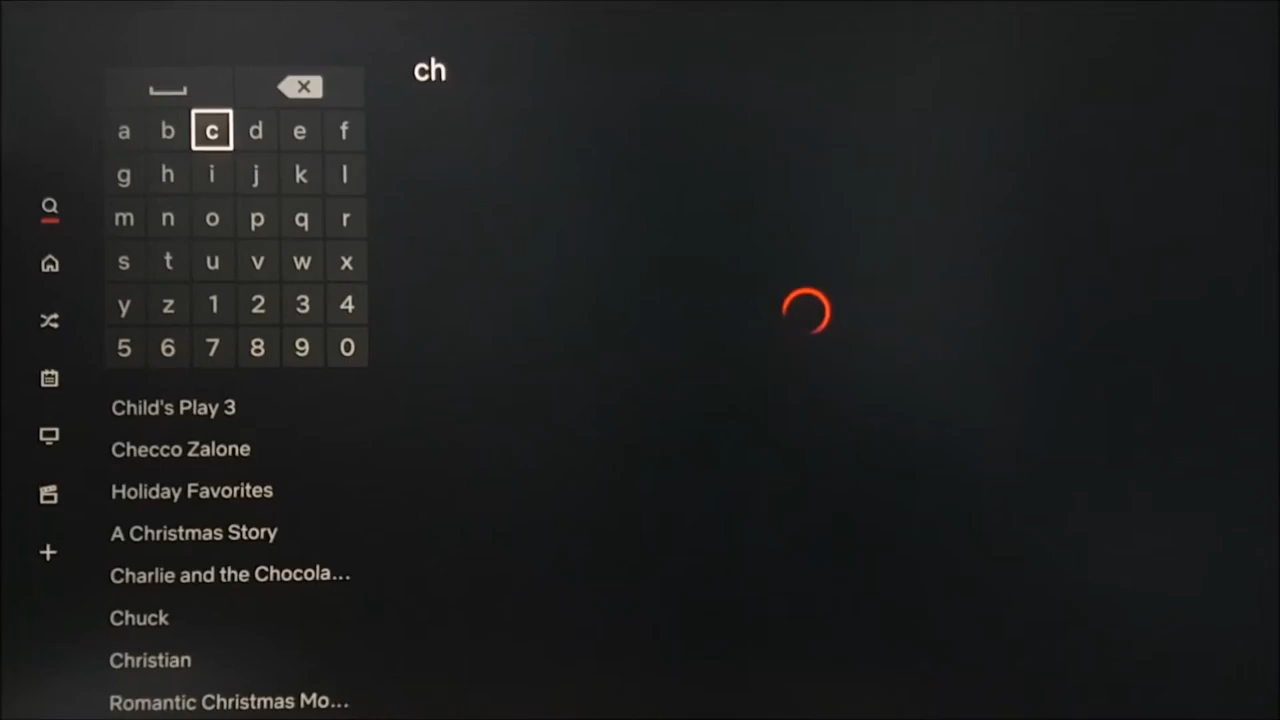 ch
a b c d e f
g h i j k l
m n o p q r
s t u v w x
y z 1 2 3 4
5 6 7 8 9 0
Child's Play 3
Checco Zalone
Holiday Favorites
A Christmas Story
Charlie and the Chocola...
Chuck
Christian
Romantic Christmas Mo...